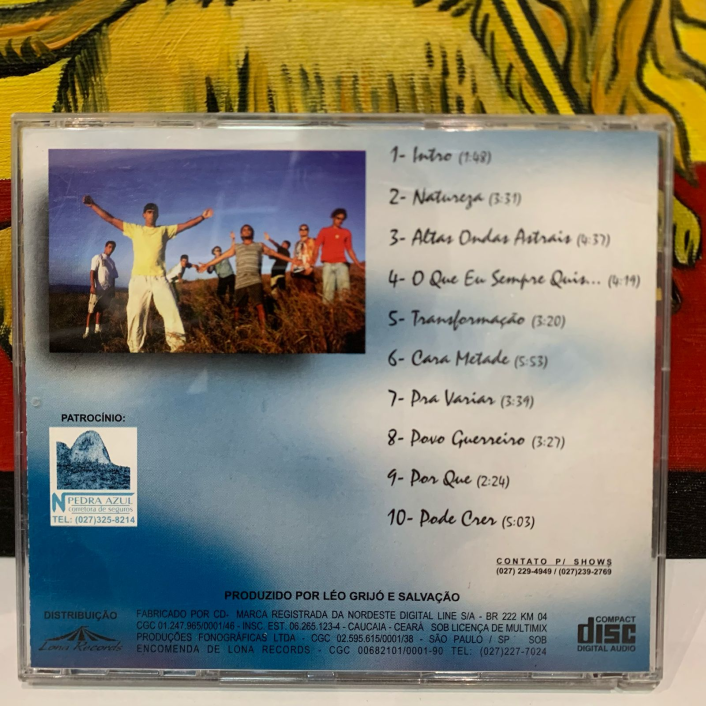 1- Intro (1:48)
2- Natureza (3:31)
3- Altas Ondas Astrais (4:37)
4- O Que Eu Sempre Quis... (4:19)
5- Transformação (3:20)
6- Cara Metade (5:53)
7- Pra Variar (3:39)
8- Povo Guerreiro (3:27)
9- Por Que (2:24)
10- Pode Crer (5:03)
PATROCÍNIO:
PEDRA AZUL
corretora de seguros
TEL: (027)325-8214
CONTATO P/ SHOWS
(027) 229-4949 / (027)239-2769
PRODUZIDO POR LÉO GRIJÓ E SALVAÇÃO
DISTRIBUIÇÃO
Lona Records
FABRICADO POR CD- MARCA REGISTRADA DA NORDESTE DIGITAL LINE S/A - BR 222 KM 04
CGC 01.247.965/0001/46 - INSC. EST. 06.265.123-4 - CAUCAIA - CEARÁ SOB LICENÇA DE MULTIMIX
PRODUÇÕES FONOGRÁFICAS LTDA - CGC 02.595.615/0001/38 - SÃO PAULO / SP SOB
ENCOMENDA DE LONA RECORDS - CGC 00682101/0001-90 TEL: (027)227-7024
COMPACT
disc
DIGITAL AUDIO